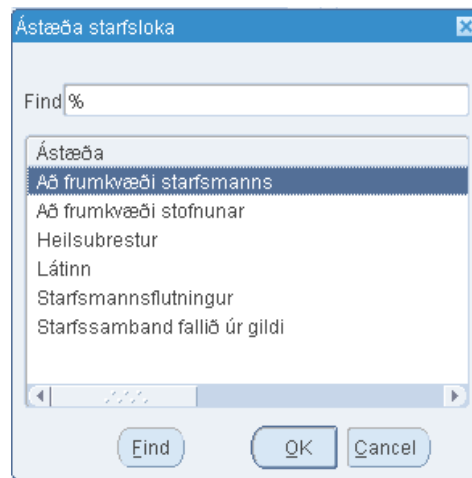 Ástæða starfsloka
Find %
Ástæða
Að frumkvæði starfsmanns
Að frumkvæði stofnunar
Heilsubrestur
Látinn
Starfsmannsflutningur
Starfssamband fallið úr gildi
Find OK Cancel